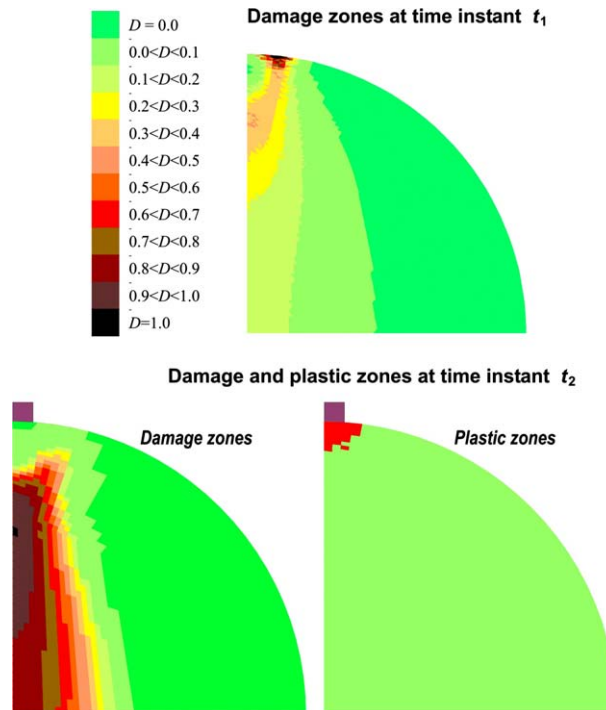 Damage zones at time instant t₁
D = 0.0
0.0<D<0.1
0.1<D<0.2
0.2<D<0.3
0.3<D<0.4
0.4<D<0.5
0.5<D<0.6
0.6<D<0.7
0.7<D<0.8
0.8<D<0.9
0.9<D<1.0
D=1.0
Damage and plastic zones at time instant t₂
Damage zones
Plastic zones